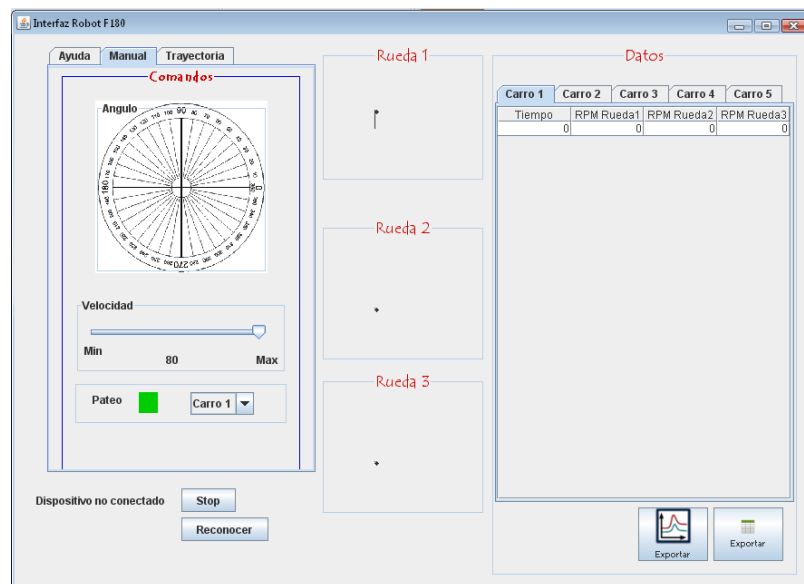 Interfaz Robot F180
Ayuda Manual Trayectoria
Comandos
Angulo
90
180
270
0
Velocidad
Min 80 Max
Pateo Carro 1
Dispositivo no conectado Stop
Reconocer
Rueda 1
Rueda 2
Rueda 3
Datos
Carro 1 Carro 2 Carro 3 Carro 4 Carro 5
Tiempo RPM Rueda1 RPM Rueda2 RPM Rueda3
0 0 0 0
Exportar Exportar